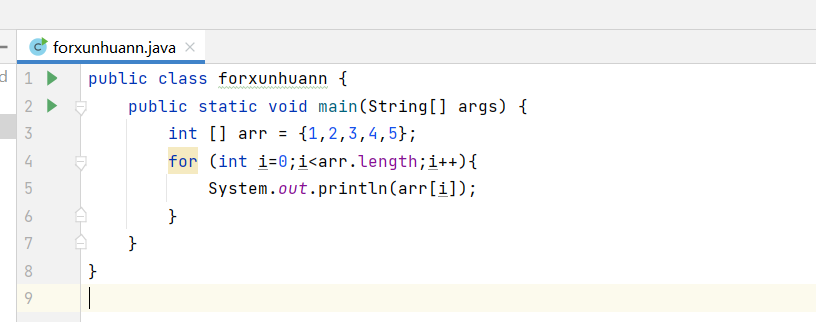 forxunhuann.java
d
1 public class forxunhuann {
2 public static void main(String[] args) {
3 int [] arr = {1,2,3,4,5};
4 for (int i=0;i<arr.length;i++){
5 System.out.println(arr[i]);
6 }
7 }
8 }
9